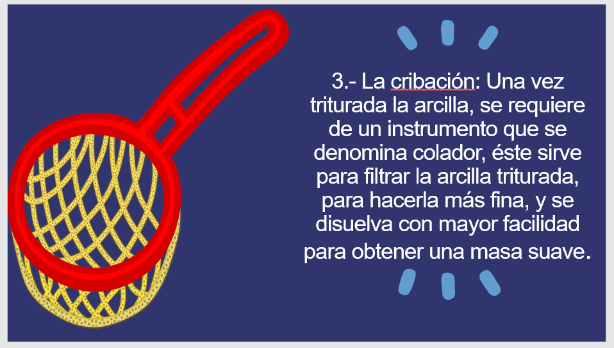 3.- La cribación: Una vez
triturada la arcilla, se requiere
de un instrumento que se
denomina colador, éste sirve
para filtrar la arcilla triturada,
para hacerla más fina, y se
disuelva con mayor facilidad
para obtener una masa suave.